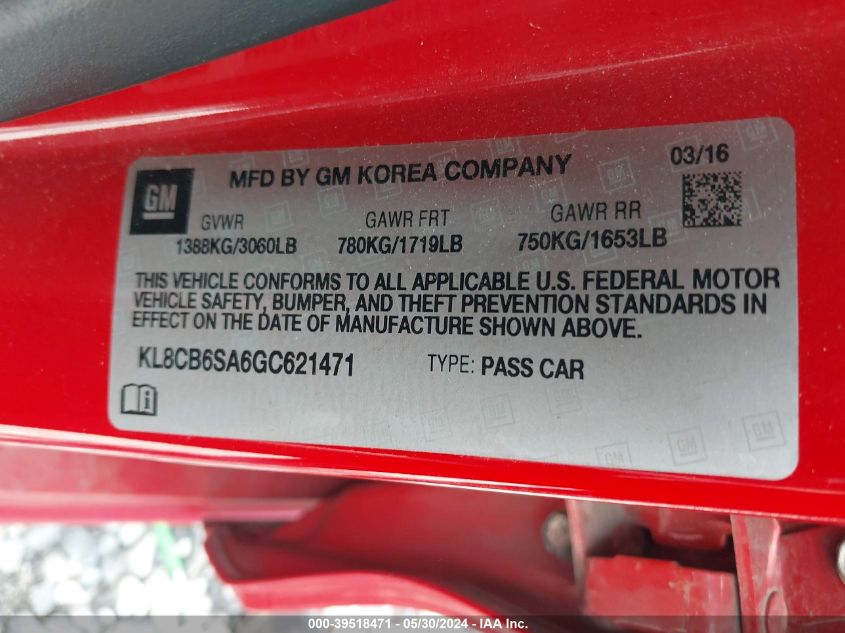 GM
MFD BY GM KOREA COMPANY
03/16
GVWR
GAWR FRT
GAWR RR
1388KG/3060LB
780KG/1719LB
750KG/1653LB
THIS VEHICLE CONFORMS TO ALL APPLICABLE U.S. FEDERAL MOTOR
VEHICLE SAFETY, BUMPER, AND THEFT PREVENTION STANDARDS IN
EFFECT ON THE DATE OF MANUFACTURE SHOWN ABOVE.
KL8CB6SA6GC621471
TYPE: PASS CAR
000-39518471 - 05/30/2024 - IAA Inc.